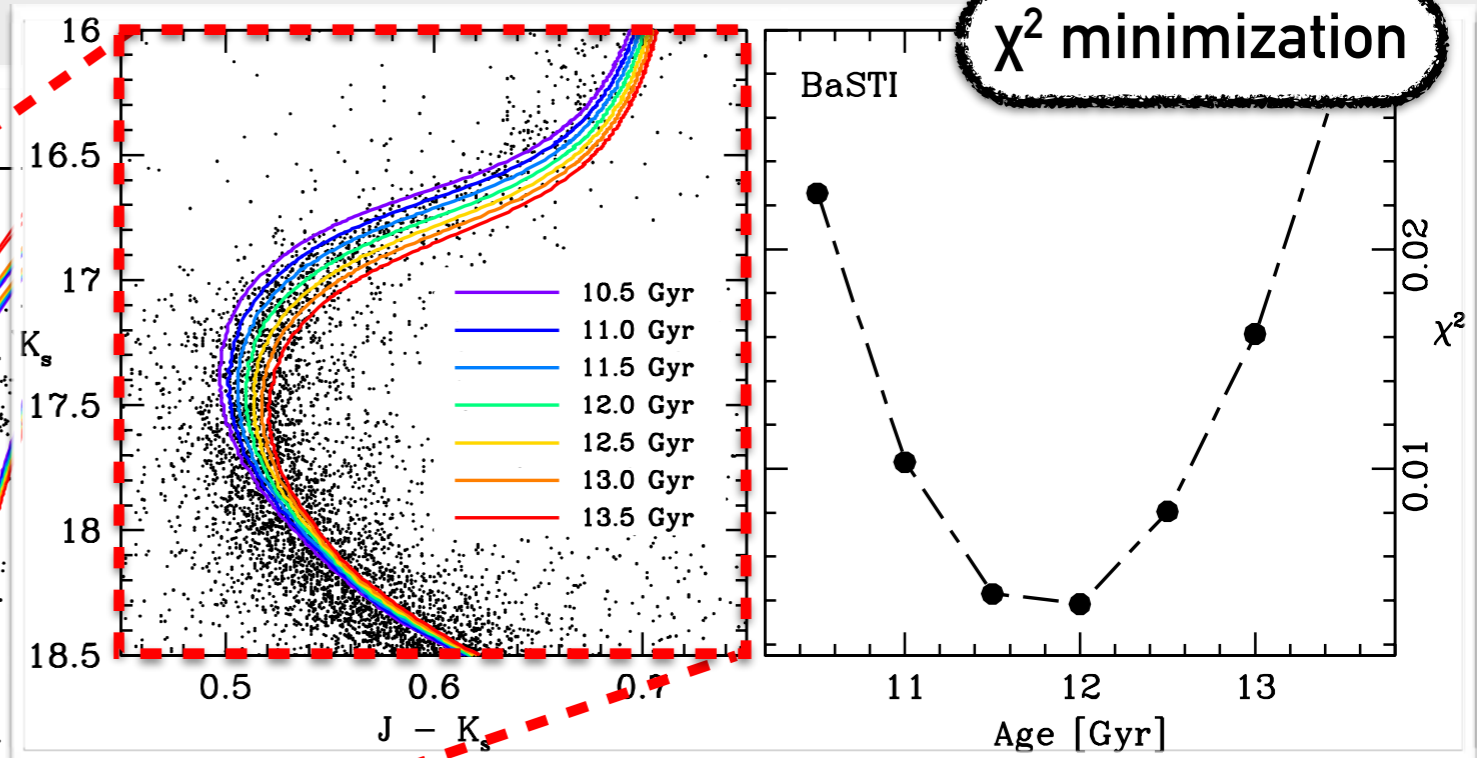 χ² minimization
BaSTI
16
16.5
17
17.5
18
18.5
Kₛ
10.5 Gyr
11.0 Gyr
11.5 Gyr
12.0 Gyr
12.5 Gyr
13.0 Gyr
13.5 Gyr
0.5 0.6 0.7
J − Kₛ
0.02
0.01
χ²
11 12 13
Age [Gyr]